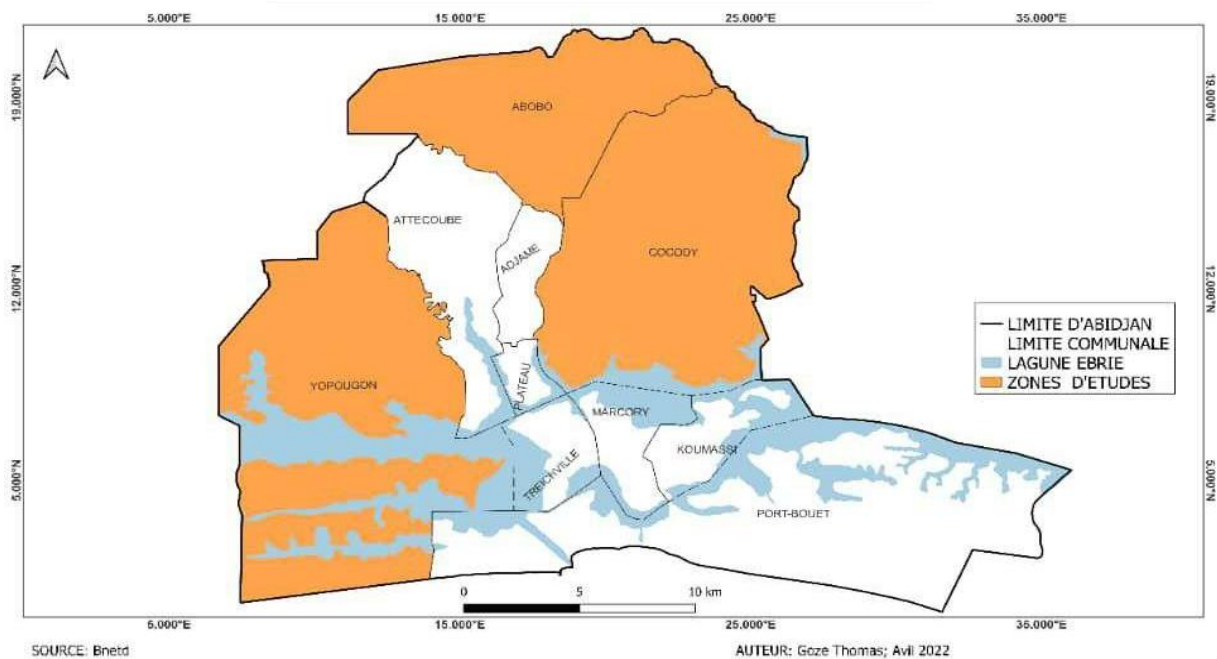 5.000°E 15.000°E 25.000°E 35.000°E
19.000°N 19.000°N
ABOBO
ATTECOUBE
ADJAME
COCODY
12.000°N 12.000°N
LIMITE D'ABIDJAN
LIMITE COMMUNALE
LAGUNE EBRIE
ZONES D'ETUDES
YOPOUGON
PLATEAU
MARCORY
KOUMASSI
TREICHVILLE
5.000°N 5.000°N
PORT-BOUET
0 5 10 km
5.000°E 15.000°E 25.000°E 35.000°E
SOURCE: Bnetd AUTEUR: Goze Thomas; Avil 2022